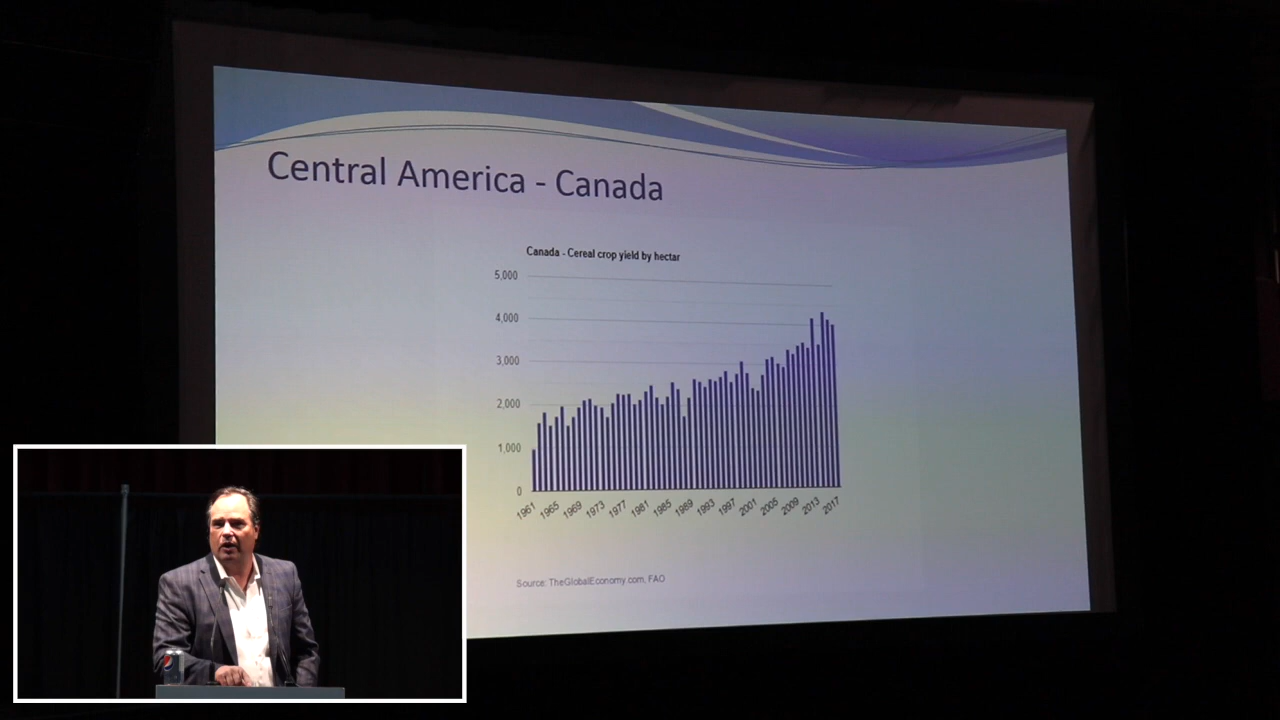 Central America - Canada
Canada - Cereal crop yield by hectar
5,000
4,000
3,000
2,000
1,000
0
1961 1965 1969 1973 1977 1981 1985 1989 1993 1997 2001 2005 2009 2013 2017
Source: TheGlobalEconomy.com, FAO